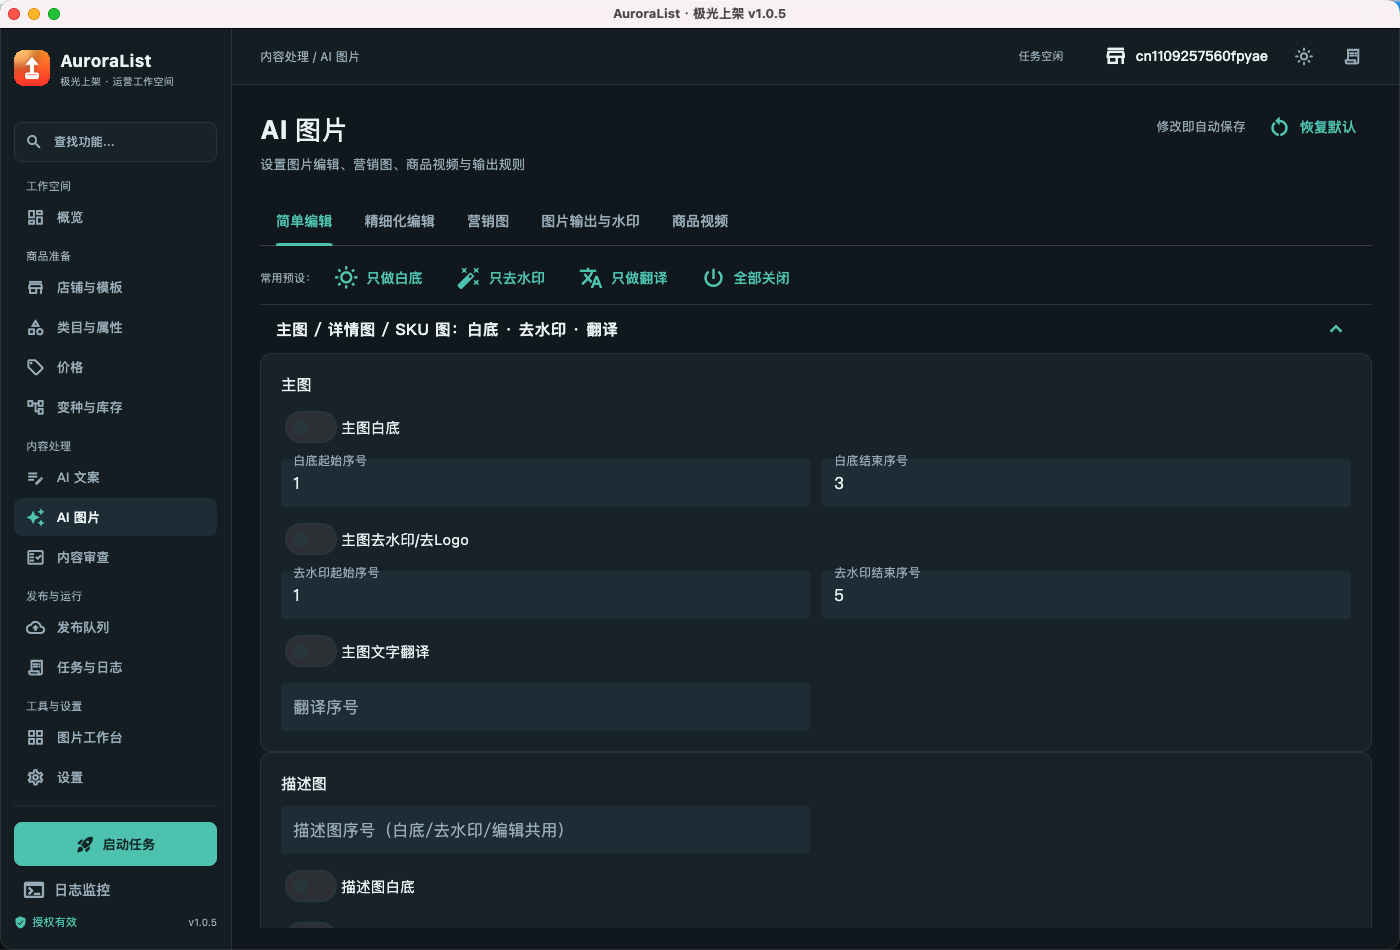 AuroraList · 极光上架 v1.0.5
AuroraList
极光上架 · 运营工作空间
查找功能...
工作空间
概览
商品准备
店铺与模板
类目与属性
价格
变种与库存
内容处理
AI 文案
AI 图片
内容审查
发布与运行
发布队列
任务与日志
工具与设置
图片工作台
设置
启动任务
日志监控
授权有效 v1.0.5
内容处理 / AI 图片
任务空闲
cn1109257560fpyae
AI 图片
设置图片编辑、营销图、商品视频与输出规则
修改即自动保存
恢复默认
简单编辑 精细化编辑 营销图 图片输出与水印 商品视频
常用预设: 只做白底 只去水印 只做翻译 全部关闭
主图 / 详情图 / SKU 图: 白底 · 去水印 · 翻译
主图
主图白底
白底起始序号 白底结束序号
1 3
主图去水印/去Logo
去水印起始序号 去水印结束序号
1 5
主图文字翻译
翻译序号
描述图
描述图序号（白底/去水印/编辑共用）
描述图白底